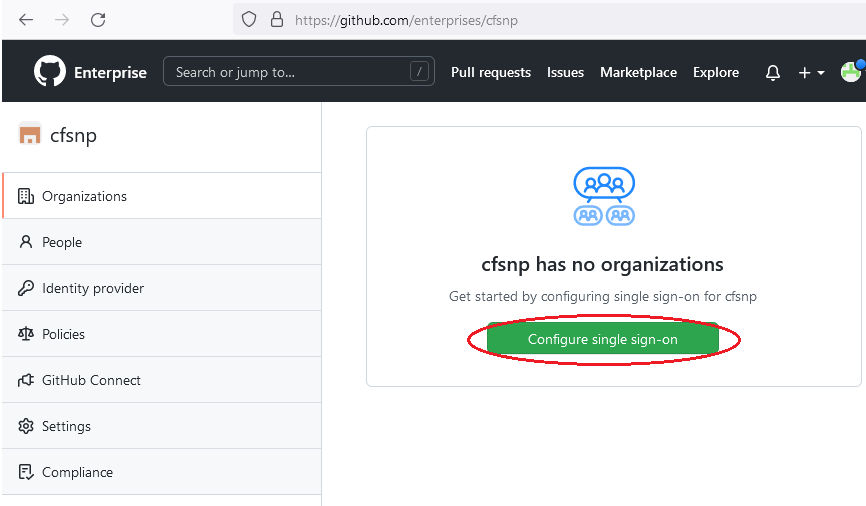 https://github.com/enterprises/cfsnp
Enterprise
Search or jump to...
/
Pull requests
Issues
Marketplace
Explore
cfsnp
Organizations
People
Identity provider
Policies
GitHub Connect
Settings
Compliance
cfsnp has no organizations
Get started by configuring single sign-on for cfsnp
Configure single sign-on